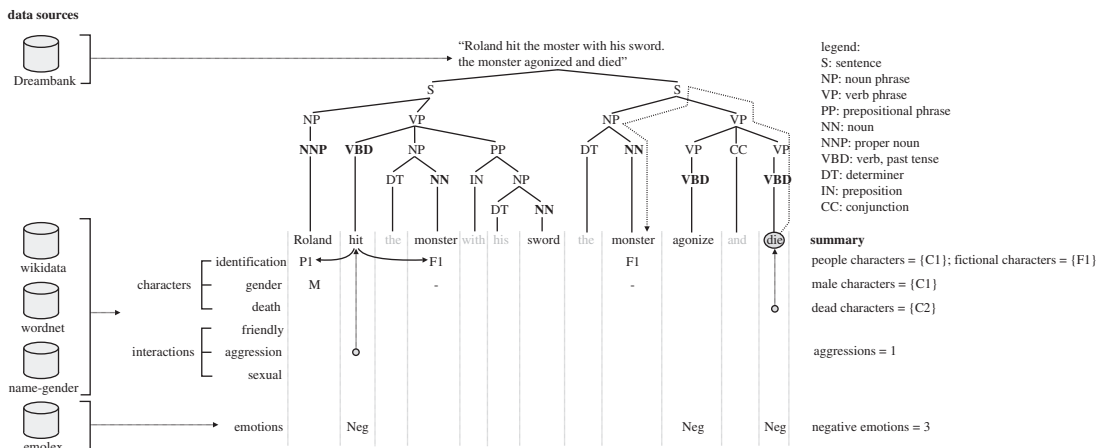 data sources
Dreambank
“Roland hit the moster with his sword.
the monster agonized and died”
legend:
S: sentence
NP: noun phrase
VP: verb phrase
PP: prepositional phrase
NN: noun
NNP: proper noun
VBD: verb, past tense
DT: determiner
IN: preposition
CC: conjunction
S S
NP VP NP VP
NNP VBD NP PP DT NN VP CC VP
DT NN IN NP VBD VBD
DT NN
Roland hit the monster with his sword the monster agonize and die
summary
wikidata
wordnet
name-gender
emolex
characters
identification P1 F1 F1 people characters = {C1}; fictional characters = {F1}
gender M - - male characters = {C1}
death dead characters = {C2}
interactions
friendly
aggression aggressions = 1
sexual
emotions Neg Neg Neg negative emotions = 3